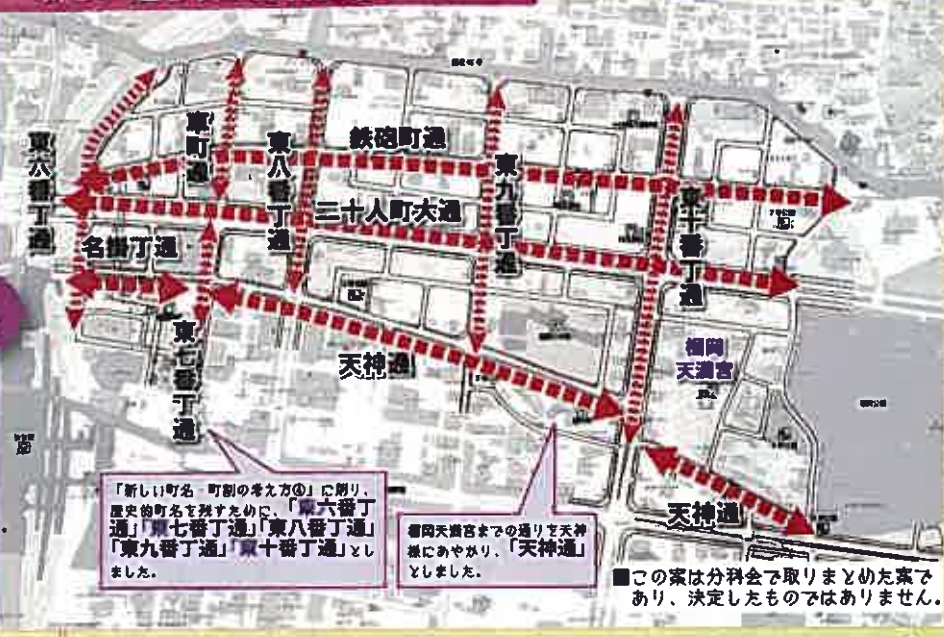 鉄砲町通
車町通
東六番丁通
東八番丁通
東九番丁通
東十番丁通
二十人町大通
名掛丁通
東七番丁通
天神通
榴岡
天満宮
天神通
「新しい町名・町割の考え方④」に則り、
歴史的町名を残すために、「東六番丁
通」「東七番丁通」「東八番丁通」
「東九番丁通」「東十番丁通」とし
ました。
榴岡天満宮までの通りを天神
様にあやかり、「天神通」
としました。
■この案は分科会で取りまとめた案で
あり、決定したものではありません。